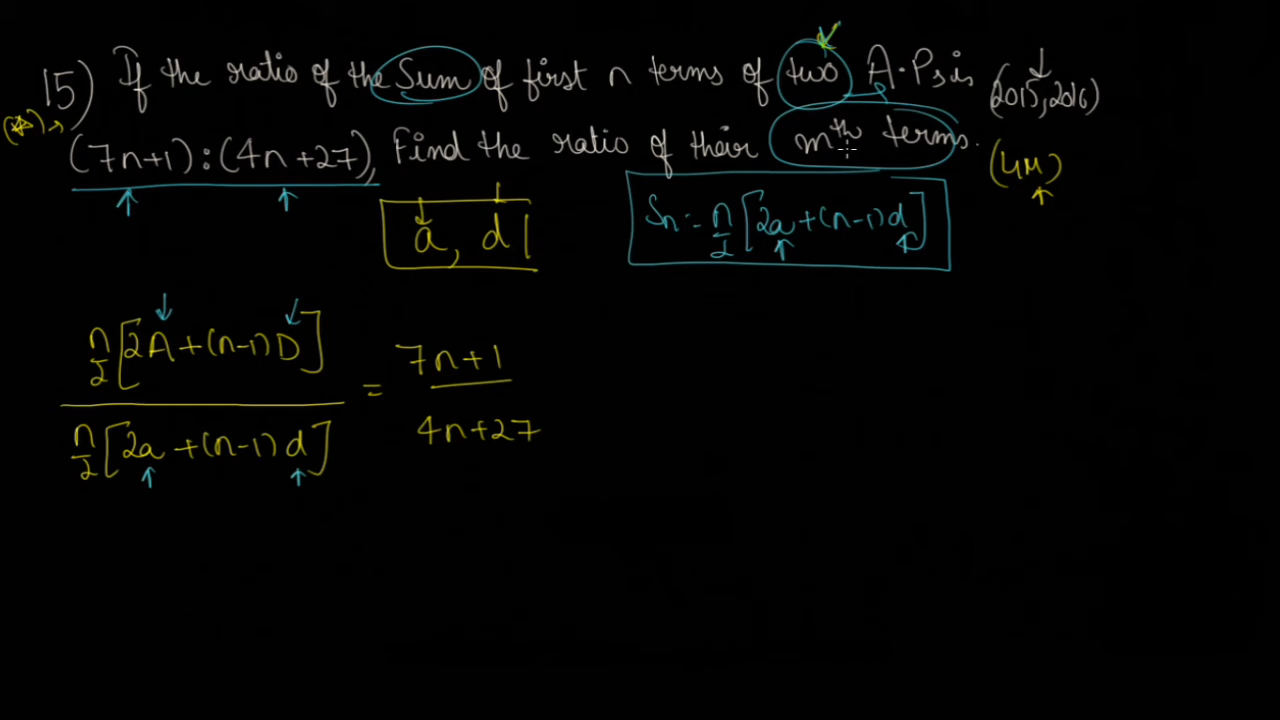 15) If the ratio of the Sum of first n terms of two A.Ps is (2015, 2016)
(7n+1):(4n+27), Find the ratio of their mth terms. (4M)
a, d
Sn = n/2[2a+(n-1)d]
n/2[2A+(n-1)D] / n/2[2a+(n-1)d] = 7n+1 / 4n+27